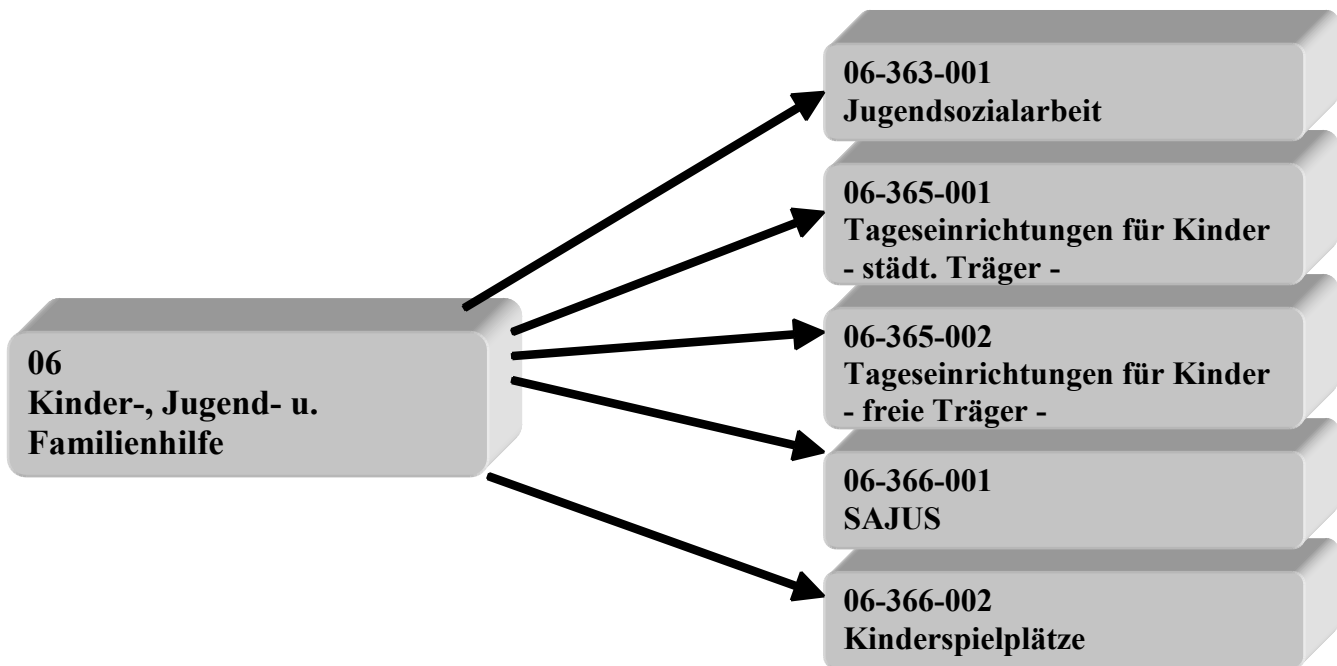 06
Kinder-, Jugend- u.
Familienhilfe
06-363-001
Jugendsozialarbeit
06-365-001
Tageseinrichtungen für Kinder
- städt. Träger -
06-365-002
Tageseinrichtungen für Kinder
- freie Träger -
06-366-001
SAJUS
06-366-002
Kinderspielplätze